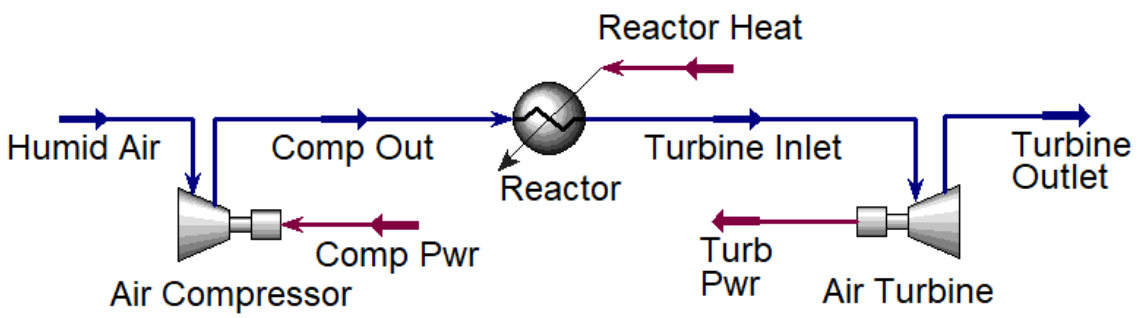 Reactor Heat
Humid Air
Comp Out
Turbine Inlet
Turbine
Outlet
Reactor
Comp Pwr
Turb
Pwr
Air Compressor
Air Turbine